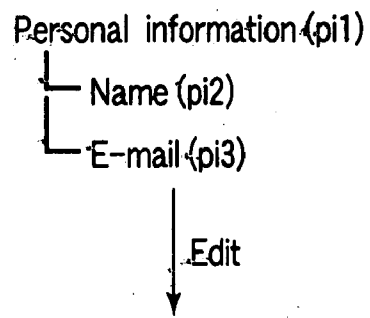 Personal information (pi1)
Name (pi2)
E-mail (pi3)
Edit